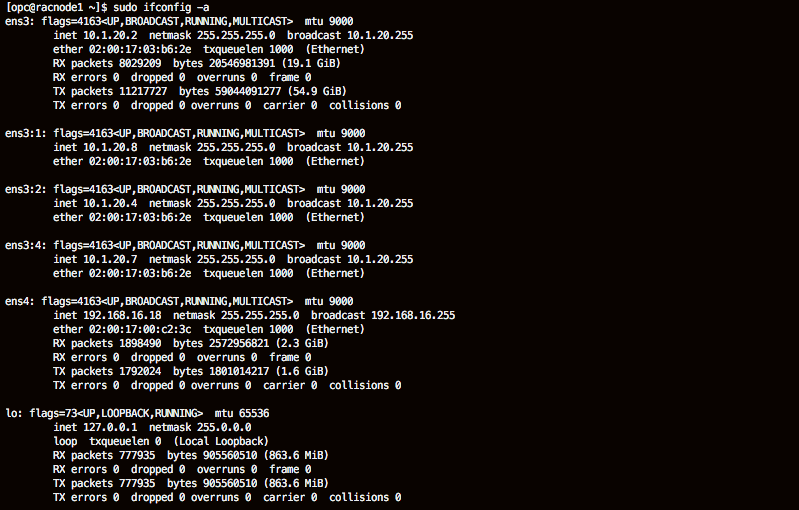 [opc@racnode1 ~]$ sudo ifconfig -a
ens3: flags=4163<UP,BROADCAST,RUNNING,MULTICAST>  mtu 9000
        inet 10.1.20.2  netmask 255.255.255.0  broadcast 10.1.20.255
        ether 02:00:17:03:b6:2e  txqueuelen 1000  (Ethernet)
        RX packets 8029209  bytes 20546981391 (19.1 GiB)
        RX errors 0  dropped 0  overruns 0  frame 0
        TX packets 11217727  bytes 59044091277 (54.9 GiB)
        TX errors 0  dropped 0 overruns 0  carrier 0  collisions 0

ens3:1: flags=4163<UP,BROADCAST,RUNNING,MULTICAST>  mtu 9000
        inet 10.1.20.8  netmask 255.255.255.0  broadcast 10.1.20.255
        ether 02:00:17:03:b6:2e  txqueuelen 1000  (Ethernet)

ens3:2: flags=4163<UP,BROADCAST,RUNNING,MULTICAST>  mtu 9000
        inet 10.1.20.4  netmask 255.255.255.0  broadcast 10.1.20.255
        ether 02:00:17:03:b6:2e  txqueuelen 1000  (Ethernet)

ens3:4: flags=4163<UP,BROADCAST,RUNNING,MULTICAST>  mtu 9000
        inet 10.1.20.7  netmask 255.255.255.0  broadcast 10.1.20.255
        ether 02:00:17:03:b6:2e  txqueuelen 1000  (Ethernet)

ens4: flags=4163<UP,BROADCAST,RUNNING,MULTICAST>  mtu 9000
        inet 192.168.16.18  netmask 255.255.255.0  broadcast 192.168.16.255
        ether 02:00:17:00:c2:3c  txqueuelen 1000  (Ethernet)
        RX packets 1898490  bytes 2572956821 (2.3 GiB)
        RX errors 0  dropped 0  overruns 0  frame 0
        TX packets 1792024  bytes 1801014217 (1.6 GiB)
        TX errors 0  dropped 0 overruns 0  carrier 0  collisions 0

lo: flags=73<UP,LOOPBACK,RUNNING>  mtu 65536
        inet 127.0.0.1  netmask 255.0.0.0
        loop  txqueuelen 0  (Local Loopback)
        RX packets 777935  bytes 905560510 (863.6 MiB)
        RX errors 0  dropped 0  overruns 0  frame 0
        TX packets 777935  bytes 905560510 (863.6 MiB)
        TX errors 0  dropped 0 overruns 0  carrier 0  collisions 0